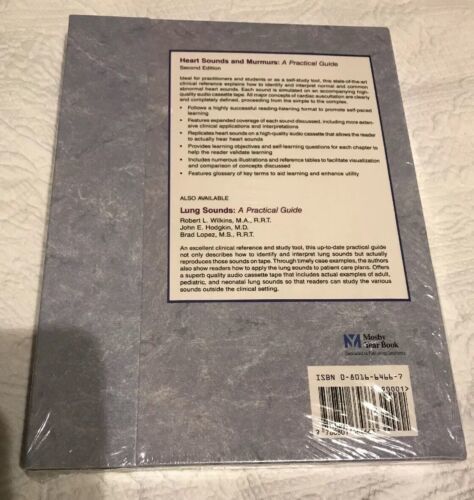 Heart Sounds and Murmurs: A Practical Guide
Second Edition
Ideal for practitioners and students or as a self-study tool, this state-of-the-art
clinical reference explains how to identify and interpret normal and common
abnormal heart sounds. Each sound is simulated on an accompanying high-
quality audio cassette tape. All major concepts of cardiac auscultation are clearly
and completely defined, proceeding from the simple to the complex.
• Follows a highly successful reading-listening format to promote self-paced
learning
• Features expanded coverage of each sound discussed, including more exten-
sive clinical applications and interpretations
• Replicates heart sounds on a high-quality audio cassette that allows the reader
to actually hear heart sounds
• Provides learning objectives and self-learning questions for each chapter to
help the reader validate learning
• Includes numerous illustrations and reference tables to facilitate visualization
and comparison of concepts discussed
• Features glossary of key terms to aid learning and enhance utility
ALSO AVAILABLE
Lung Sounds: A Practical Guide
Robert L. Wilkins, M.A., R.R.T.
John E. Hodgkin, M.D.
Brad Lopez, M.S., R.R.T.
An excellent clinical reference and study tool, this up-to-date practical guide
not only describes how to identify and interpret lung sounds but actually
reproduces those sounds on tape. Through timely case examples, the authors
also show readers how to apply the lung sounds to patient care plans. Offers
a superb quality audio cassette tape that includes actual examples of adult,
pediatric, and neonatal lung sounds so that readers can study the various
sounds outside the clinical setting.
Mosby
Year Book
Dedicated to Publishing Excellence
ISBN 0-8016-6466-7
90001